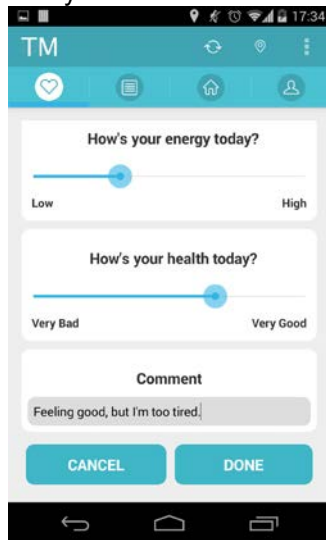 17:34
TM
How's your energy today?
Low High
How's your health today?
Very Bad Very Good
Comment
Feeling good, but I'm too tired.
CANCEL DONE